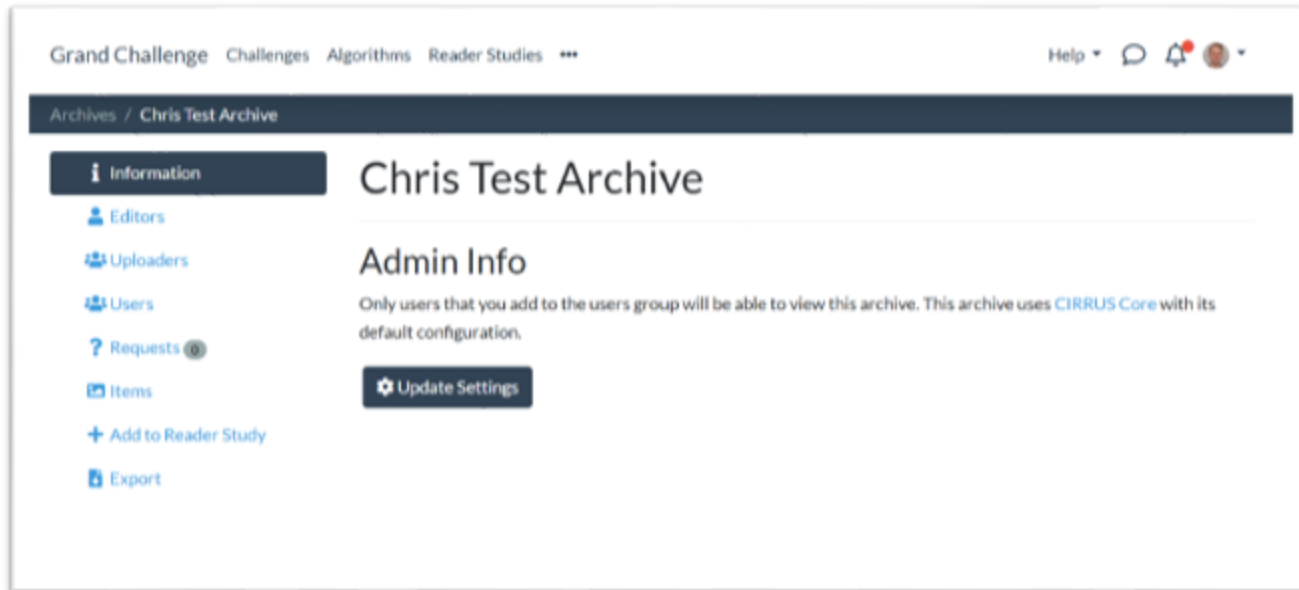 Grand Challenge Challenges Algorithms Reader Studies ••• Help
Archives / Chris Test Archive
Information
Editors
Uploaders
Users
Requests 0
Items
Add to Reader Study
Export
Chris Test Archive
Admin Info
Only users that you add to the users group will be able to view this archive. This archive uses CIRRUS Core with its
default configuration.
Update Settings